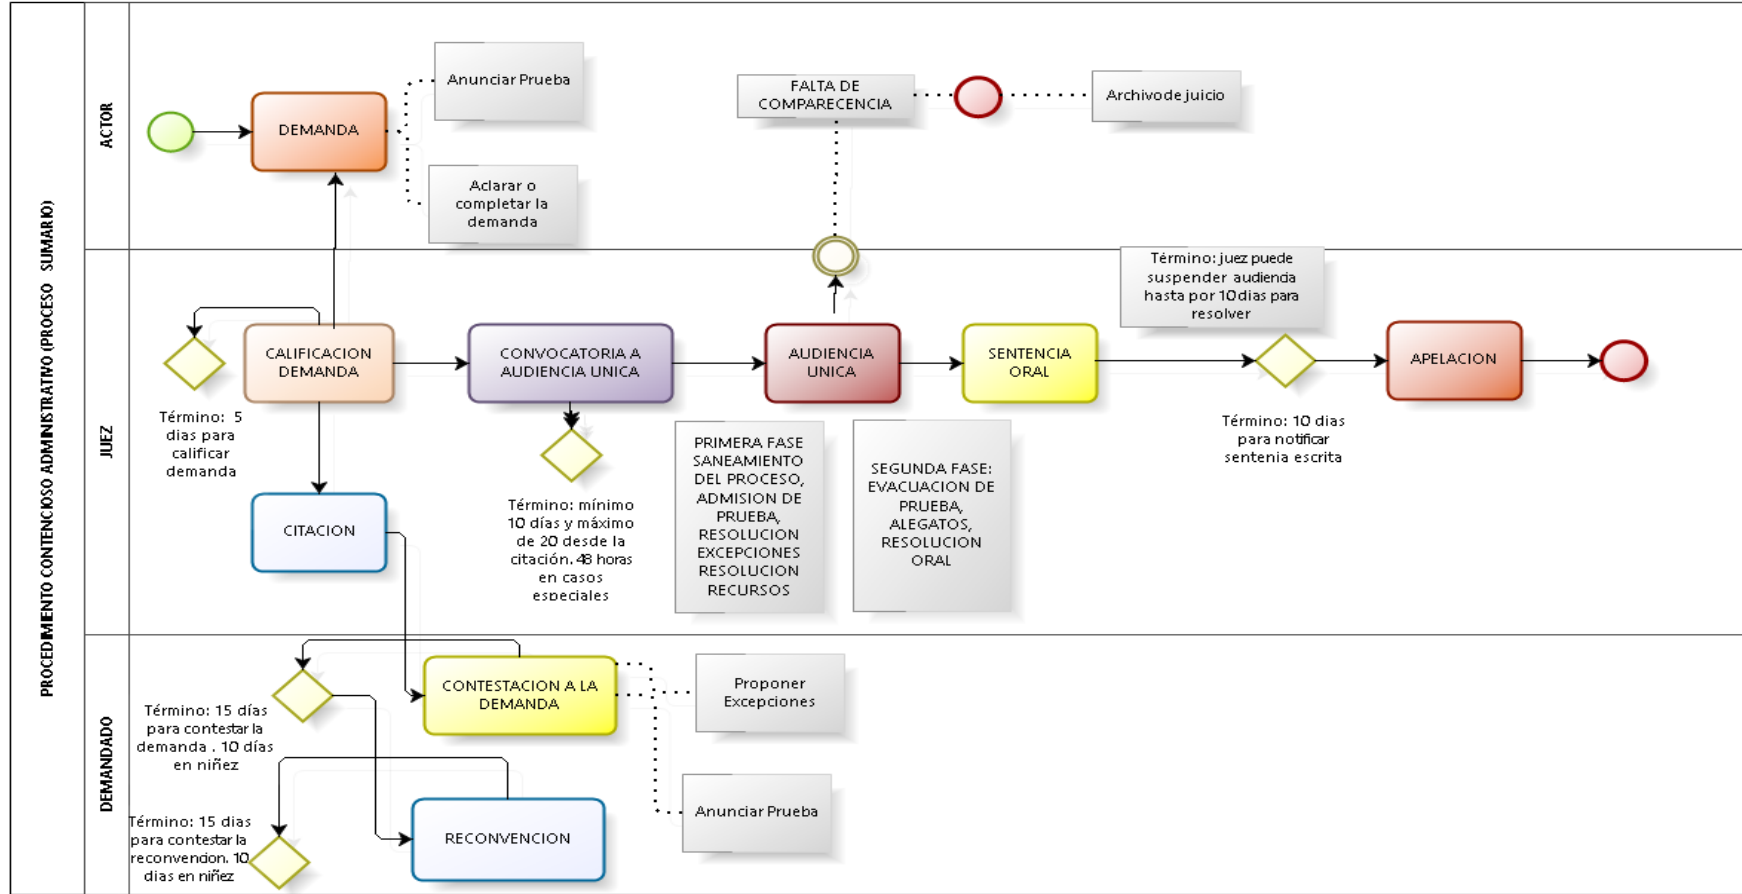 PROCEDIMIENTO CONTENCIOSO ADMINISTRATIVO (PROCESO SUMARIO)
ACTOR
DEMANDA
Anunciar Prueba
Aclarar o
completar la
demanda
FALTA DE
COMPARECENCIA
Archivo de juicio
JUEZ
Término: 5
dias para
calificar
demanda
CALIFICACION
DEMANDA
CITACION
CONVOCATORIA A
AUDIENCIA UNICA
Término: mínimo
10 días y máximo
de 20 desde la
citación. 48 horas
en casos
especiales
AUDIENCIA
UNICA
PRIMERA FASE
SANEAMIENTO
DEL PROCESO,
ADMISION DE
PRUEBA,
RESOLUCION
EXCEPCIONES
RESOLUCION
RECURSOS
SENTENCIA
ORAL
SEGUNDA FASE:
EVACUACION DE
PRUEBA,
ALEGATOS,
RESOLUCION
ORAL
Término: juez puede
suspender audiencia
hasta por 10 dias para
resolver
Término: 10 dias
para notificar
sentenia escrita
APELACION
DEMANDADO
Término: 15 días
para contestar la
demanda . 10 días
en niñez
CONTESTACION A LA
DEMANDA
Proponer
Excepciones
Anunciar Prueba
Término: 15 dias
para contestar la
reconvencion. 10
dias en niñez
RECONVENCION